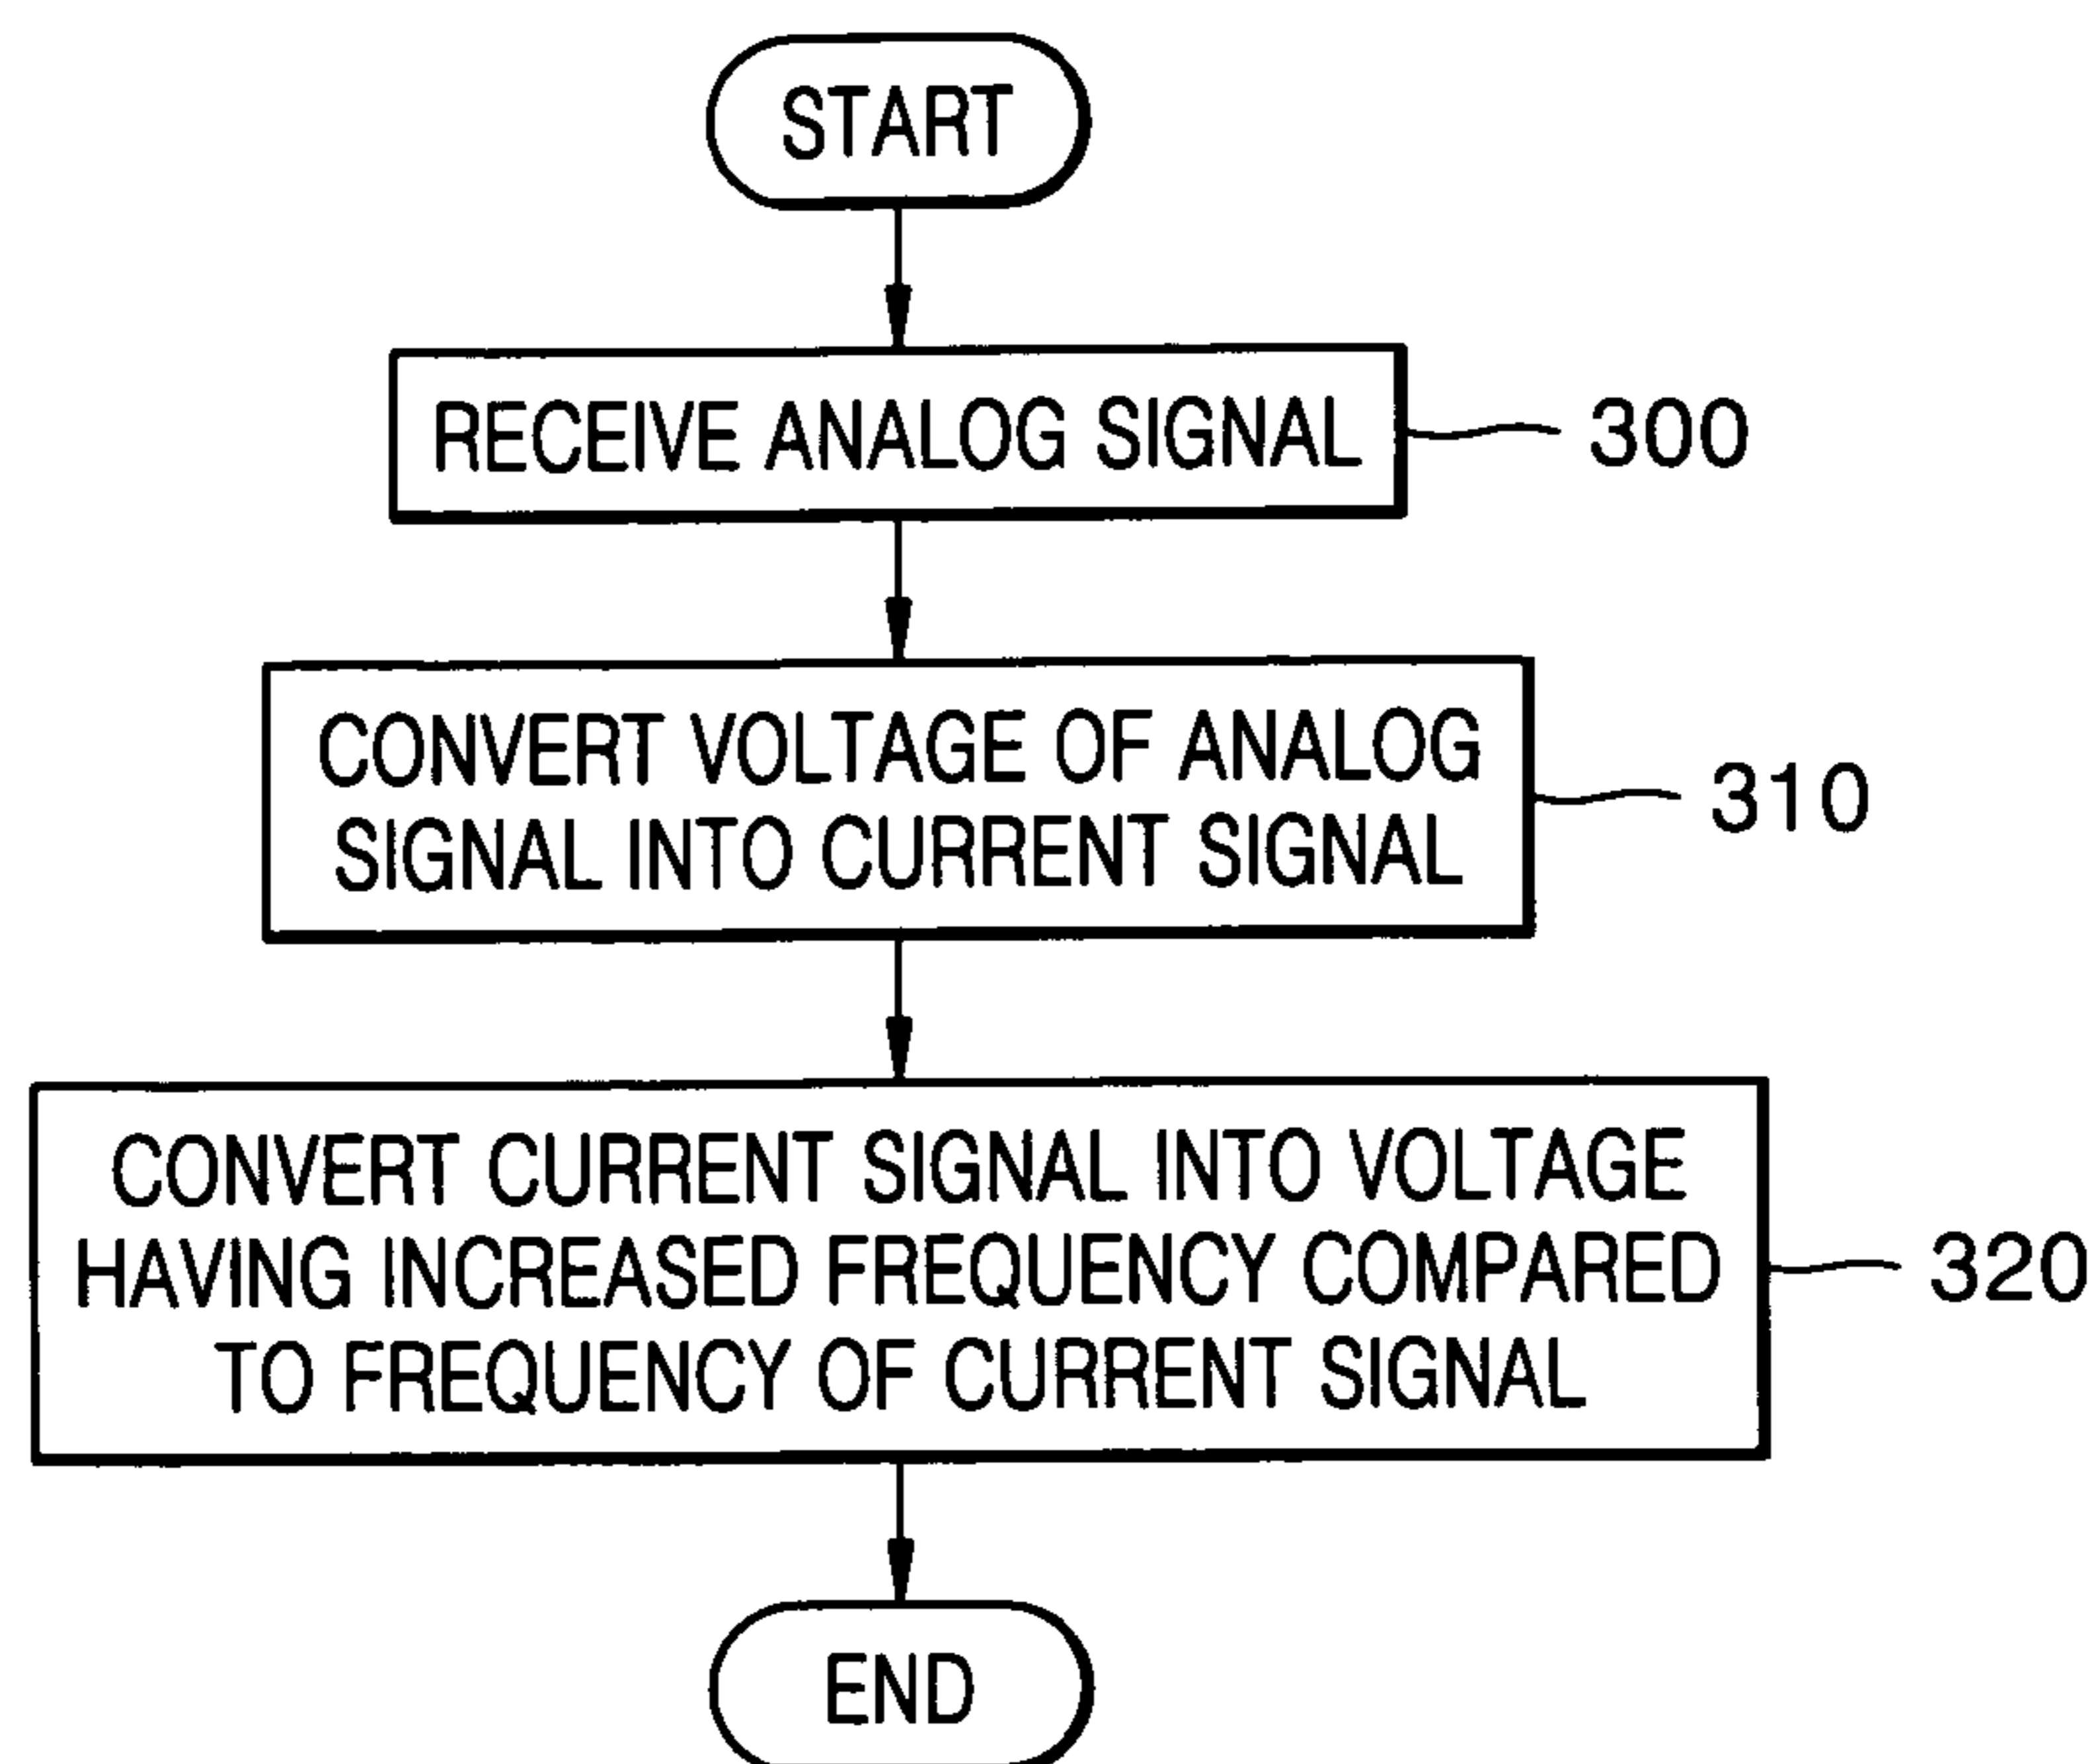 START
RECEIVE ANALOG SIGNAL
300
CONVERT VOLTAGE OF ANALOG
SIGNAL INTO CURRENT SIGNAL
310
CONVERT CURRENT SIGNAL INTO VOLTAGE
HAVING INCREASED FREQUENCY COMPARED
TO FREQUENCY OF CURRENT SIGNAL
320
END